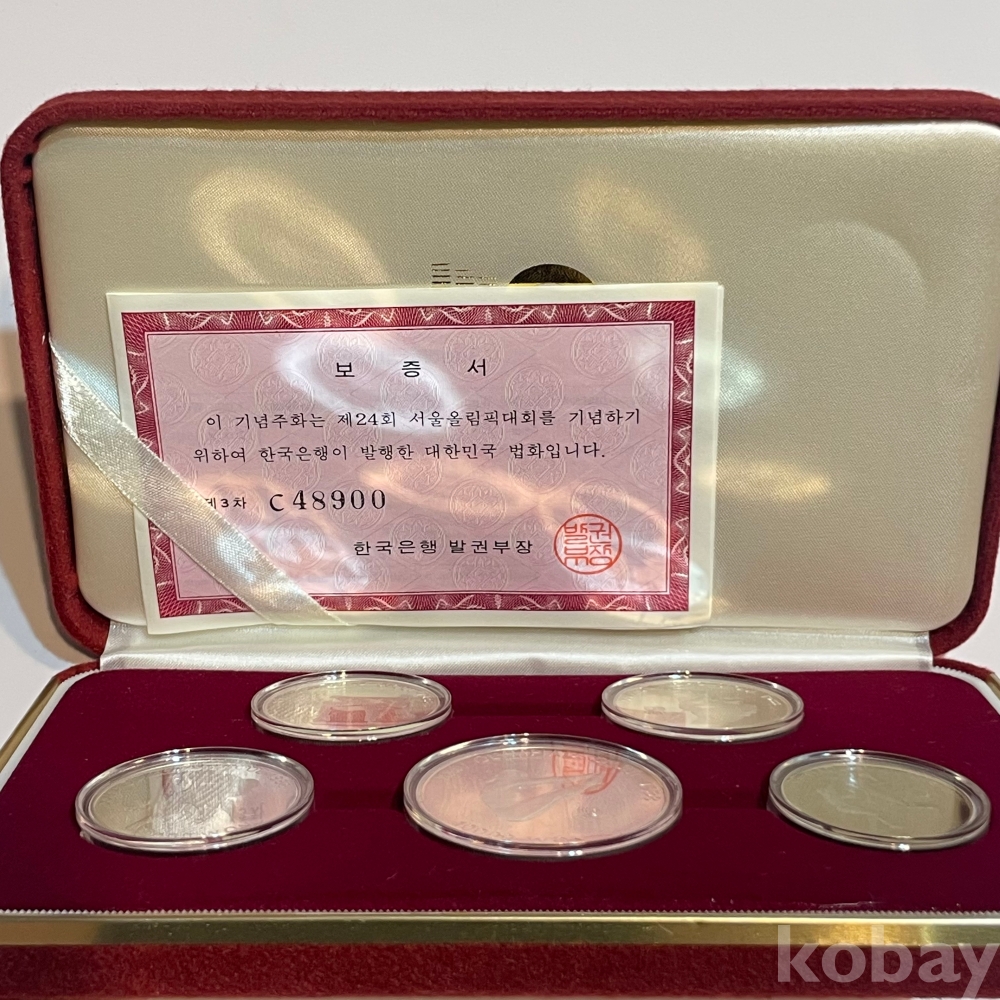 보 증 서
이 기념주화는 제24회 서울올림픽대회를 기념하기
위하여 한국은행이 발행한 대한민국 법화입니다.
제3차 C48900
한국은행 발권부장
발권
부장
kobay